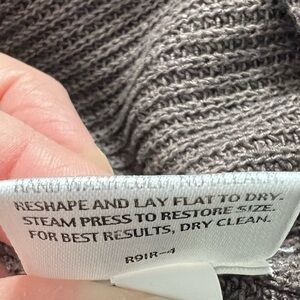 RESHAPE AND LAY FLAT TO DRY.
STEAM PRESS TO RESTORE SIZE.
FOR BEST RESULTS, DRY CLEAN.
R9IR-4